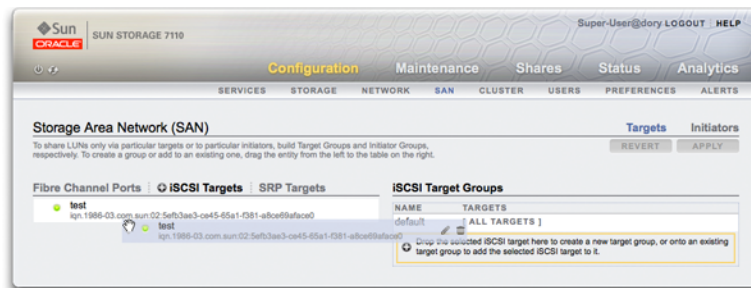 Sun
ORACLE
SUN STORAGE 7110
Super-User@dory LOGOUT HELP
Configuration Maintenance Shares Status Analytics
SERVICES STORAGE NETWORK SAN CLUSTER USERS PREFERENCES ALERTS
Storage Area Network (SAN)
Targets Initiators
To share LUNs only via particular targets or to particular initiators, build Target Groups and Initiator Groups,
respectively. To create a group or add to an existing one, drag the entity from the left to the table on the right.
REVERT APPLY
Fibre Channel Ports iSCSI Targets SRP Targets
test
iqn.1986-03.com.sun:02:5efb3ae3-ce45-65a1-f381-a8ce69aface0
test
iqn.1986-03.com.sun:02:5efb3ae3-ce45-65a1-f381-a8ce69aface0
iSCSI Target Groups
NAME TARGETS
default [ ALL TARGETS ]
Drop the selected iSCSI target here to create a new target group, or onto an existing
target group to add the selected iSCSI target to it.